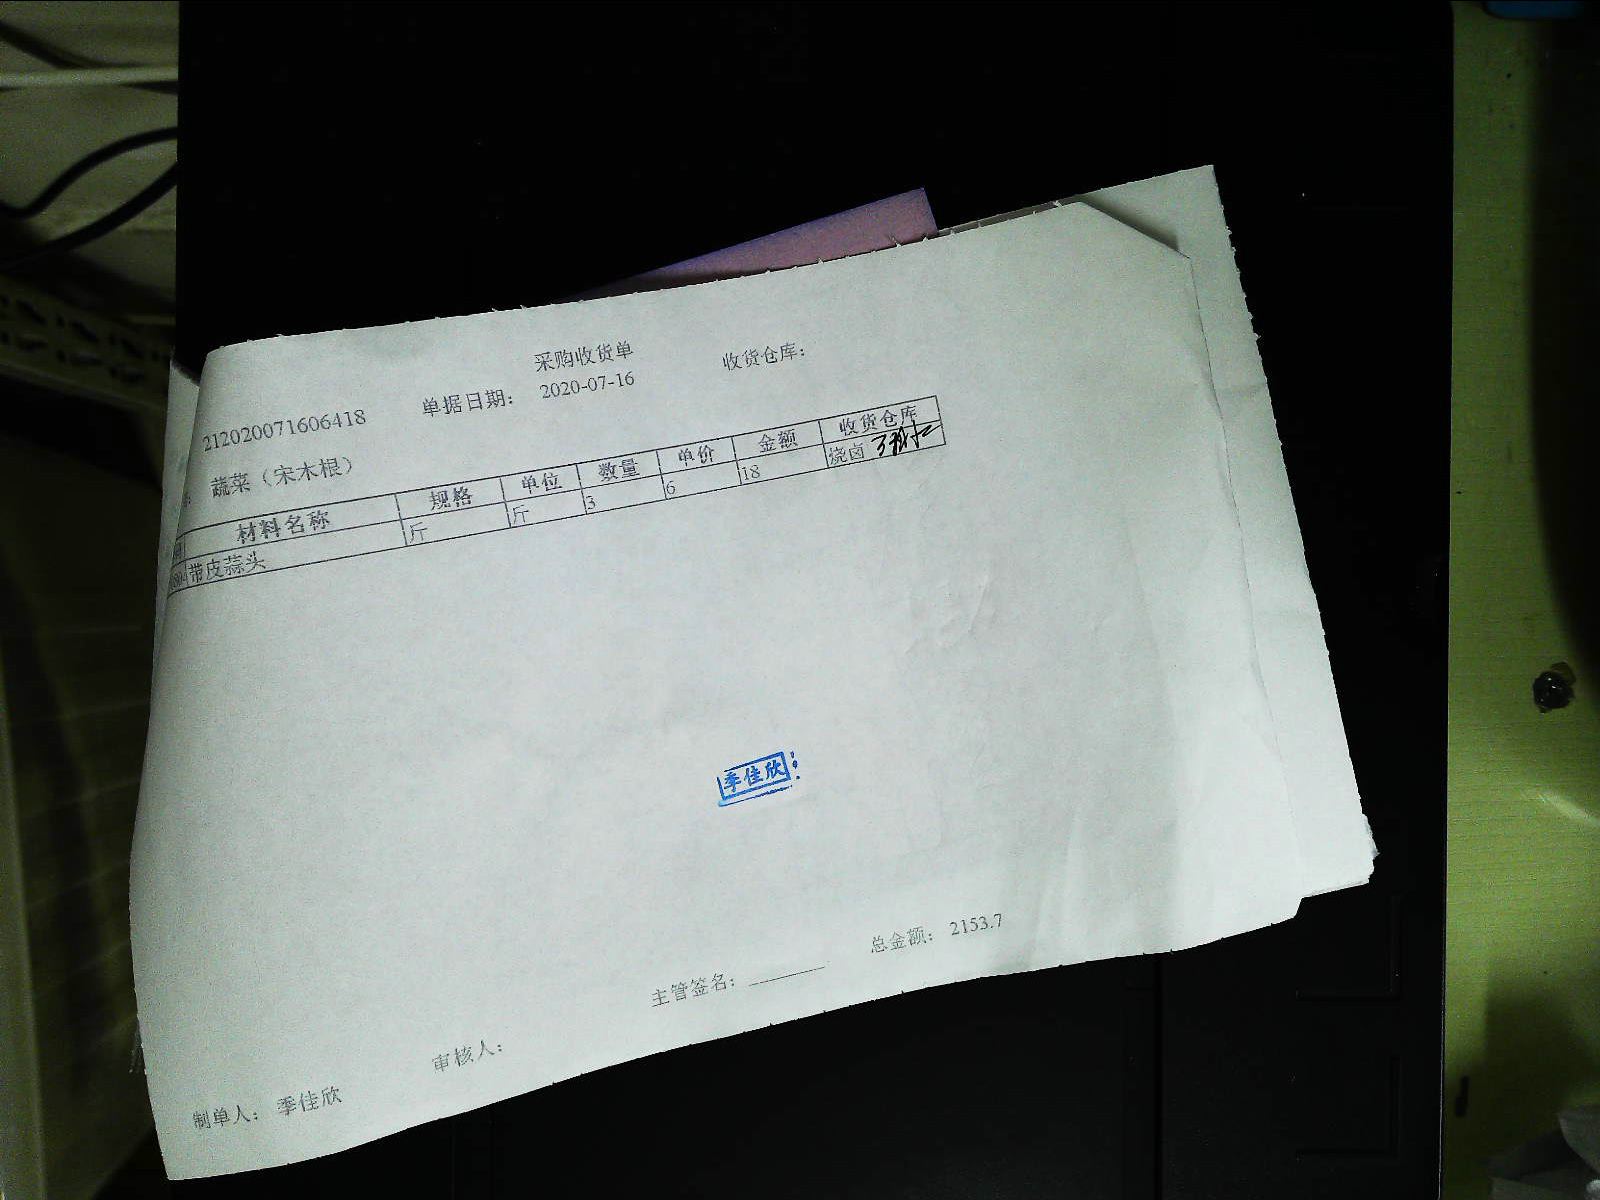 采购收货单
212020071606418 单据日期： 2020-07-16 收货仓库：
蔬菜（宋木根）
材料名称 规格 单位 数量 单价 金额 收货仓库
带皮蒜头 斤 斤 3 6 18 烧卤
季佳欣
主管签名： 总金额： 2153.7
制单人： 季佳欣 审核人：